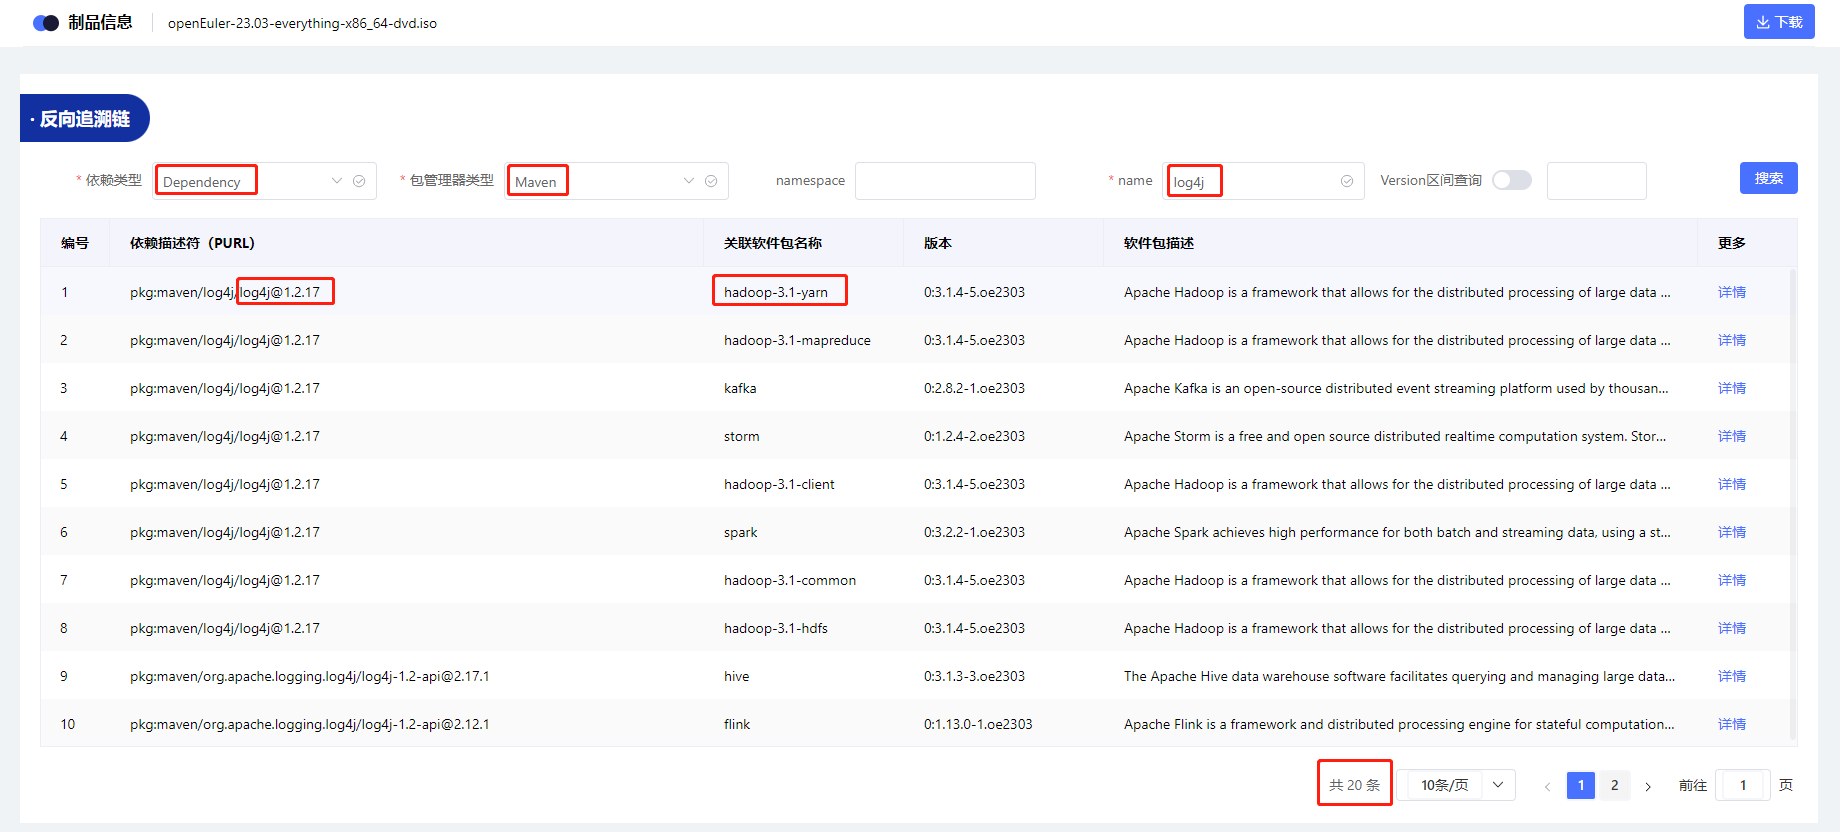 制品信息 openEuler-23.03-everything-x86_64-dvd.iso 下载
· 反向追溯链
* 依赖类型 Dependency * 包管理器类型 Maven namespace * name log4j Version区间查询 搜索
编号 依赖描述符（PURL） 关联软件包名称 版本 软件包描述 更多
1 pkg:maven/log4j/log4j@1.2.17 hadoop-3.1-yarn 0:3.1.4-5.oe2303 Apache Hadoop is a framework that allows for the distributed processing of large data ... 详情
2 pkg:maven/log4j/log4j@1.2.17 hadoop-3.1-mapreduce 0:3.1.4-5.oe2303 Apache Hadoop is a framework that allows for the distributed processing of large data ... 详情
3 pkg:maven/log4j/log4j@1.2.17 kafka 0:2.8.2-1.oe2303 Apache Kafka is an open-source distributed event streaming platform used by thousan... 详情
4 pkg:maven/log4j/log4j@1.2.17 storm 0:1.2.4-2.oe2303 Apache Storm is a free and open source distributed realtime computation system. Stor... 详情
5 pkg:maven/log4j/log4j@1.2.17 hadoop-3.1-client 0:3.1.4-5.oe2303 Apache Hadoop is a framework that allows for the distributed processing of large data ... 详情
6 pkg:maven/log4j/log4j@1.2.17 spark 0:3.2.2-1.oe2303 Apache Spark achieves high performance for both batch and streaming data, using a st... 详情
7 pkg:maven/log4j/log4j@1.2.17 hadoop-3.1-common 0:3.1.4-5.oe2303 Apache Hadoop is a framework that allows for the distributed processing of large data ... 详情
8 pkg:maven/log4j/log4j@1.2.17 hadoop-3.1-hdfs 0:3.1.4-5.oe2303 Apache Hadoop is a framework that allows for the distributed processing of large data ... 详情
9 pkg:maven/org.apache.logging.log4j/log4j-1.2-api@2.17.1 hive 0:3.1.3-3.oe2303 The Apache Hive data warehouse software facilitates querying and managing large data... 详情
10 pkg:maven/org.apache.logging.log4j/log4j-1.2-api@2.12.1 flink 0:1.13.0-1.oe2303 Apache Flink is a framework and distributed processing engine for stateful computation... 详情
共 20 条 10条/页 1 2 前往 1 页